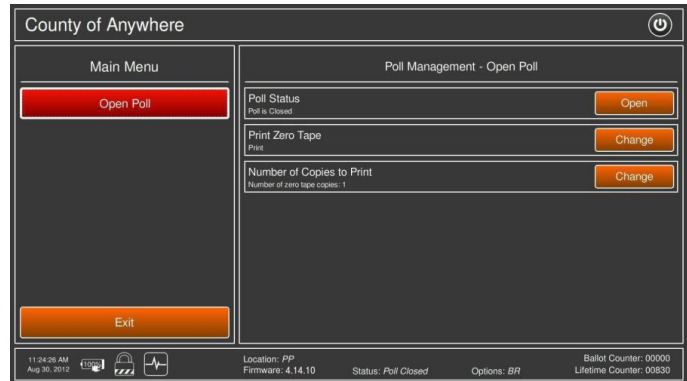 County of Anywhere
Main Menu
Open Poll
Exit
Poll Management - Open Poll
Poll Status
Poll is Closed
Open
Print Zero Tape
Print
Change
Number of Copies to Print
Number of zero tape copies: 1
Change
11:24:26 AM
Aug 30, 2012
100%
Location: PP
Firmware: 4.14.10
Status: Poll Closed
Options: BR
Ballot Counter: 00000
Lifetime Counter: 00830